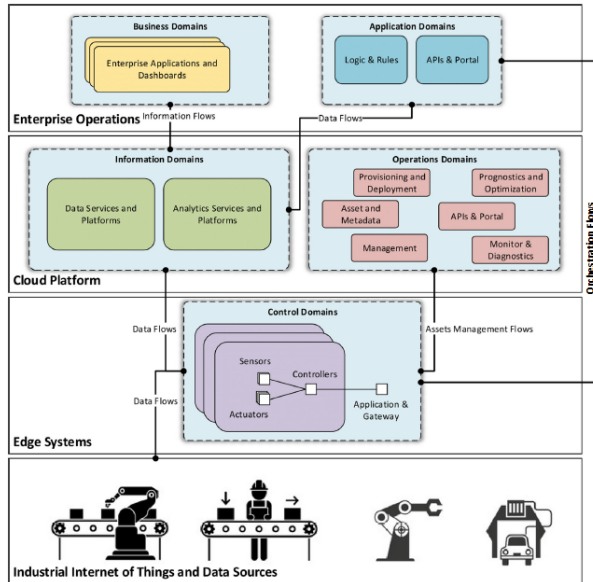 Business Domains
Enterprise Applications and
Dashboards
Application Domains
Logic & Rules
APIs & Portal
Enterprise Operations
Information Flows
Data Flows
Information Domains
Data Services and
Platforms
Analytics Services and
Platforms
Operations Domains
Provisioning and
Deployment
Prognostics and
Optimization
Asset and
Metadata
APIs & Portal
Management
Monitor &
Diagnostics
Cloud Platform
Orchestration Flows
Control Domains
Data Flows
Assets Management Flows
Sensors
Controllers
Actuators
Application &
Gateway
Data Flows
Edge Systems
Industrial Internet of Things and Data Sources